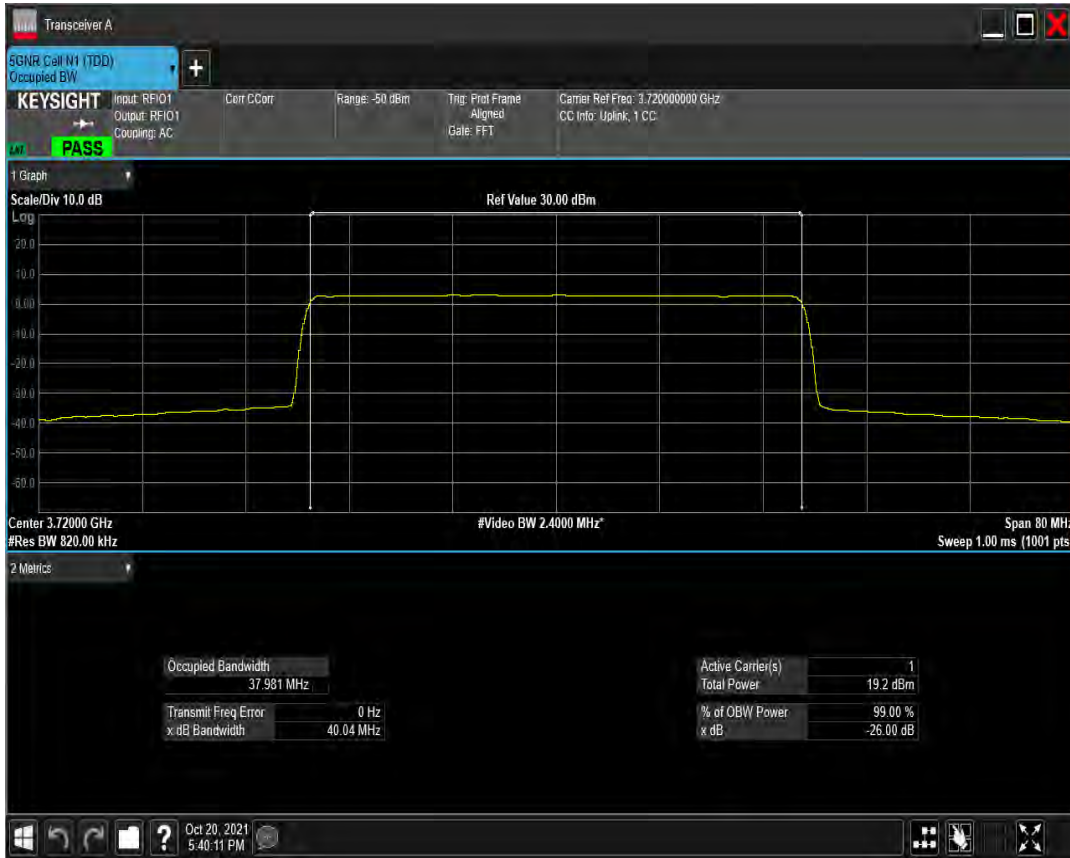 Transceiver A
5GNR Cell N1 (TDD)
Occupied BW
+
KEYSIGHT
PASS
Input: RFIO1
Output: RFIO1
Coupling: AC
Corr CCorr
Range: -50 dBm
Trig: Prot Frame
Aligned
Gate: FFT
Carrier Ref Freq: 3.720000000 GHz
CC Info: Uplink, 1 CC
1 Graph
Scale/Div 10.0 dB
Ref Value 30.00 dBm
Log
20.0
10.0
0.00
-10.0
-20.0
-30.0
-40.0
-50.0
-60.0
Center 3.72000 GHz
#Video BW 2.4000 MHz*
Span 80 MHz
#Res BW 820.00 kHz
Sweep 1.00 ms (1001 pts
2 Metrics
Occupied Bandwidth
37.981 MHz
Transmit Freq Error 0 Hz
x dB Bandwidth 40.04 MHz
Active Carrier(s) 1
Total Power 19.2 dBm
% of OBW Power 99.00 %
x dB -26.00 dB
?
Oct 20, 2021
5:40:11 PM